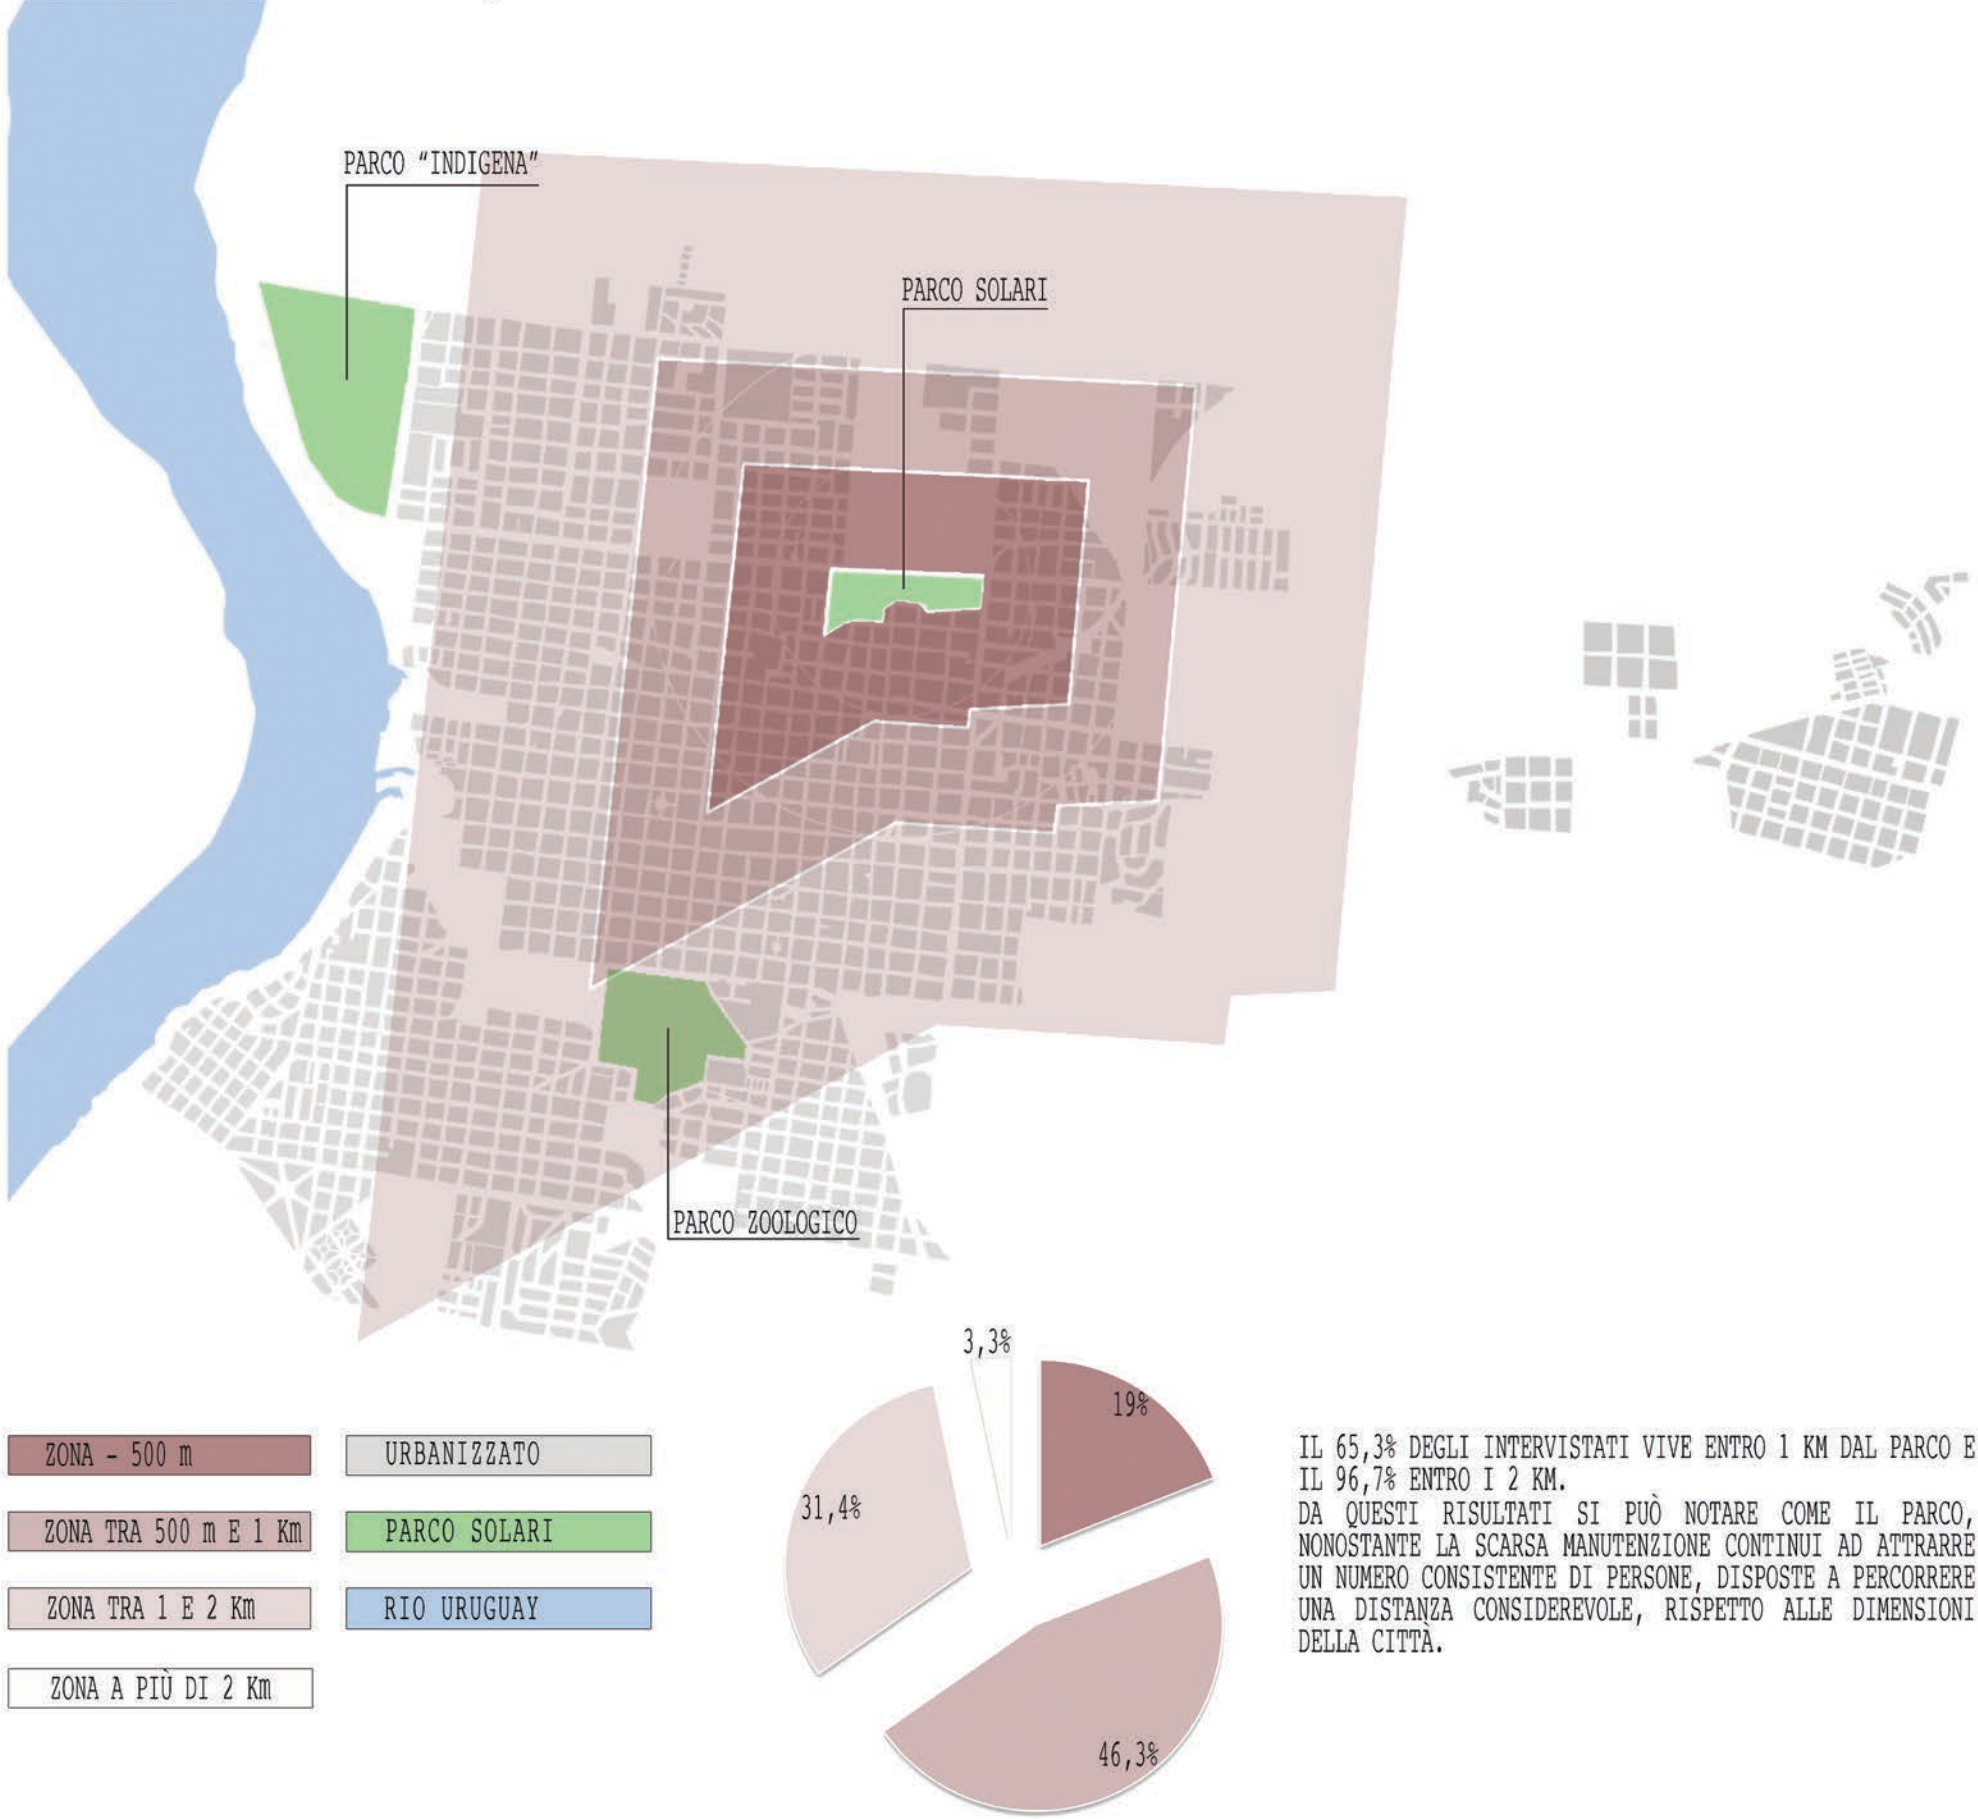 PARCO “INDIGENA”
PARCO SOLARI
PARCO ZOOLOGICO
ZONA - 500 m
ZONA TRA 500 m E 1 Km
ZONA TRA 1 E 2 Km
ZONA A PIÙ DI 2 Km
URBANIZZATO
PARCO SOLARI
RIO URUGUAY
3,3%
19%
31,4%
46,3%
IL 65,3% DEGLI INTERVISTATI VIVE ENTRO 1 KM DAL PARCO E
IL 96,7% ENTRO I 2 KM.
DA QUESTI RISULTATI SI PUÒ NOTARE COME IL PARCO,
NONOSTANTE LA SCARSA MANUTENZIONE CONTINUI AD ATTRARRE
UN NUMERO CONSISTENTE DI PERSONE, DISPOSTE A PERCORRERE
UNA DISTANZA CONSIDEREVOLE, RISPETTO ALLE DIMENSIONI
DELLA CITTÀ.